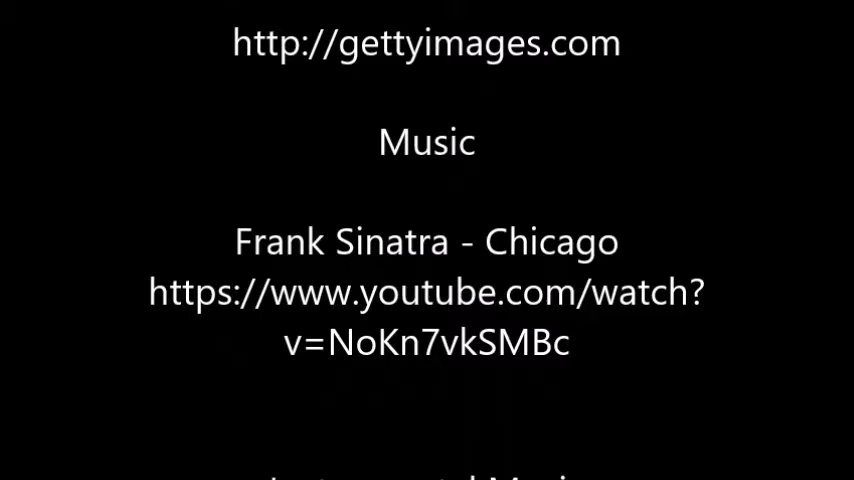 http://gettyimages.com
Music
Frank Sinatra - Chicago
https://www.youtube.com/watch?
v=NoKn7vkSMBc